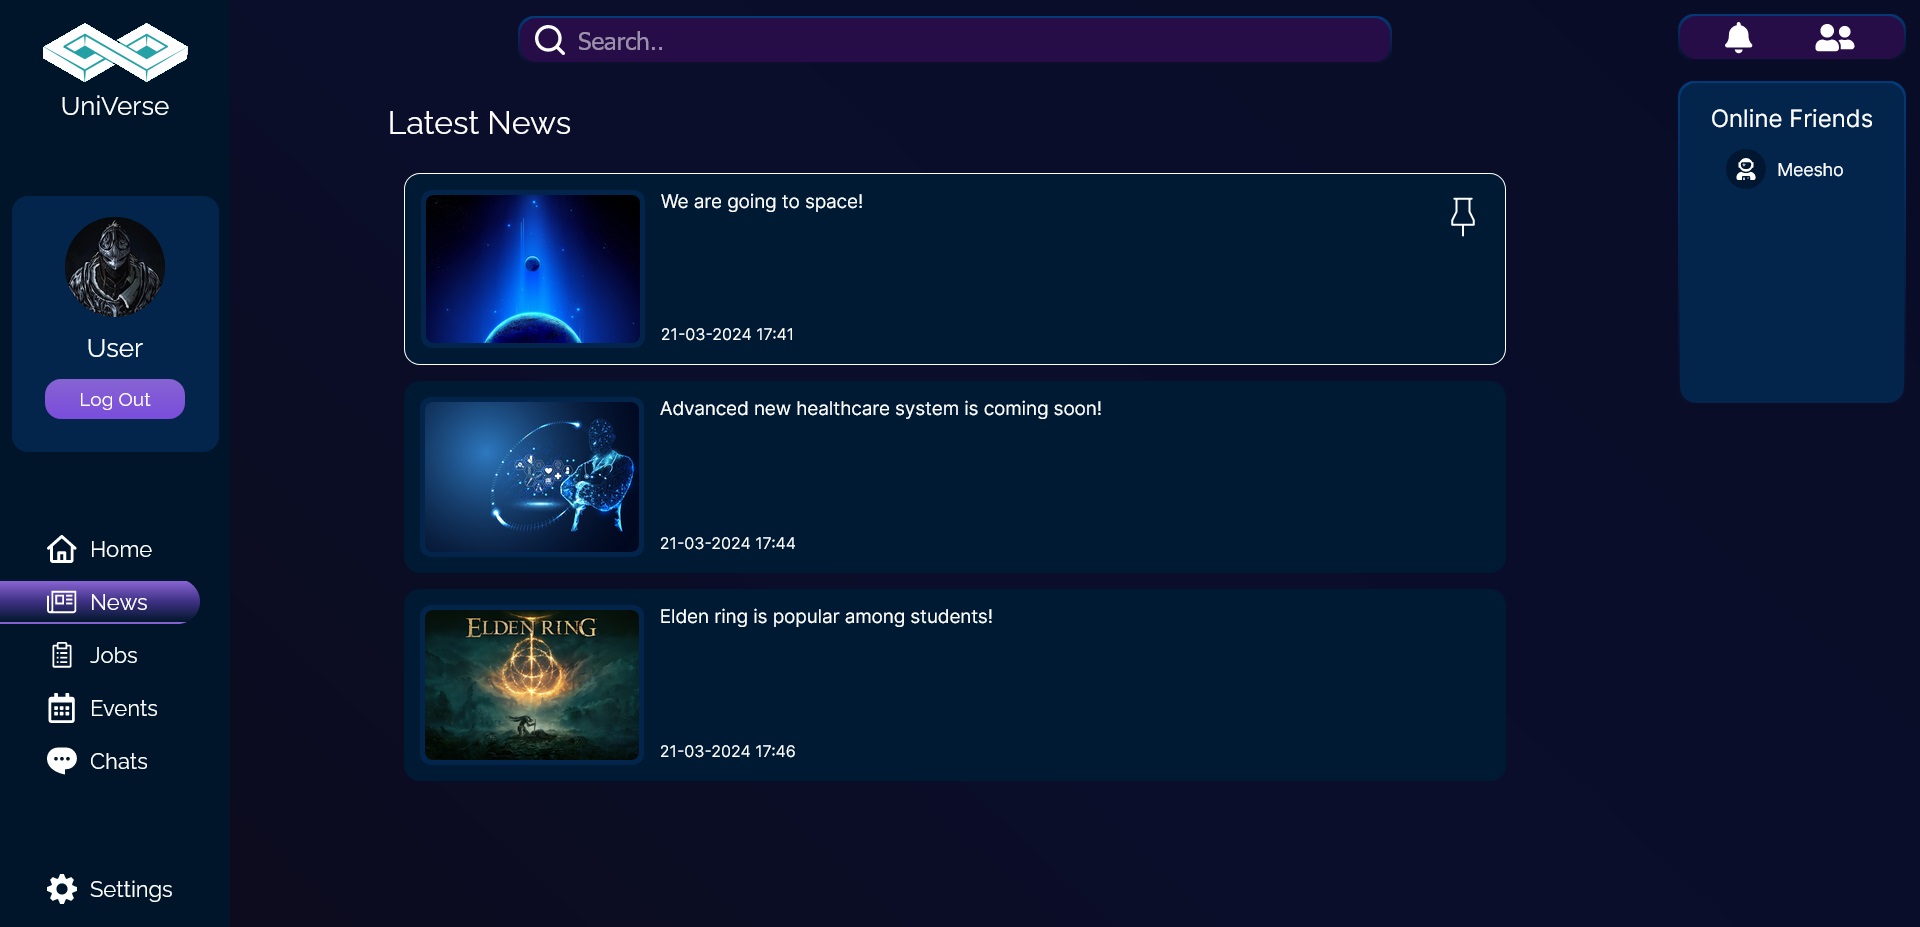 UniVerse
User
Log Out
Home
News
Jobs
Events
Chats
Settings
Search..
Latest News
We are going to space!
21-03-2024 17:41
Advanced new healthcare system is coming soon!
21-03-2024 17:44
ELDEN RING
Elden ring is popular among students!
21-03-2024 17:46
Online Friends
Meesho